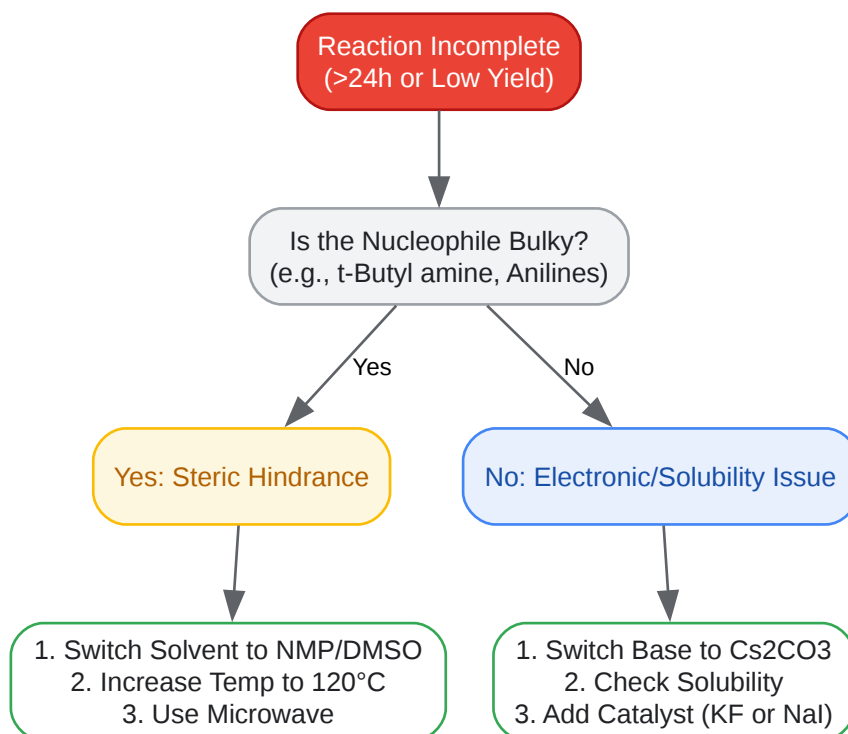 Reaction Incomplete
(>24h or Low Yield)
Is the Nucleophile Bulky?
(e.g., t-Butyl amine, Anilines)
Yes
No
Yes: Steric Hindrance
No: Electronic/Solubility Issue
1. Switch Solvent to NMP/DMSO
2. Increase Temp to 120°C
3. Use Microwave
1. Switch Base to Cs2CO3
2. Check Solubility
3. Add Catalyst (KF or NaI)